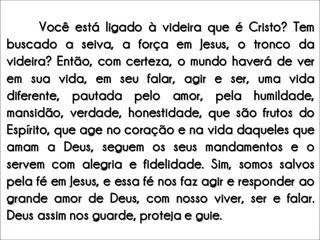 Você está ligado à videira que é Cristo? Tem
buscado a seiva, a força em Jesus, o tronco da
videira? Então, com certeza, o mundo haverá de ver
em sua vida, em seu falar, agir e ser, uma vida
diferente, pautada pelo amor, pela humildade,
mansidão, verdade, honestidade, que são frutos do
Espírito, que age no coração e na vida daqueles que
amam a Deus, seguem os seus mandamentos e o
servem com alegria e fidelidade. Sim, somos salvos
pela fé em Jesus, e essa fé nos faz agir e responder ao
grande amor de Deus, com nosso viver, ser e falar.
Deus assim nos guarde, proteja e guie.